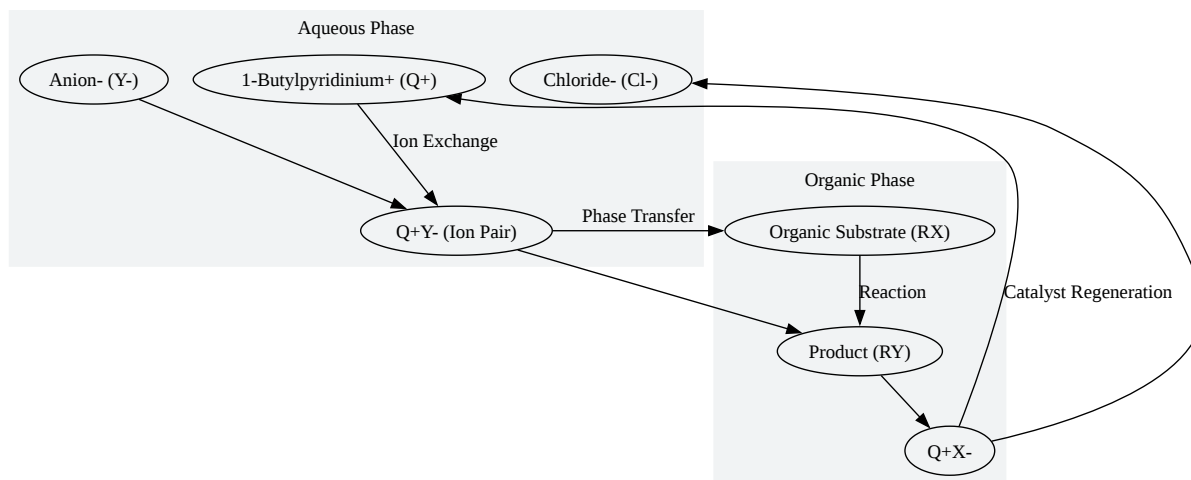 Aqueous Phase
Anion- (Y-)
1-Butylpyridinium+ (Q+)
Chloride- (Cl-)
Ion Exchange
Organic Phase
Q+Y- (Ion Pair)
Phase Transfer
Organic Substrate (RX)
Reaction
Catalyst Regeneration
Product (RY)
Q+X-